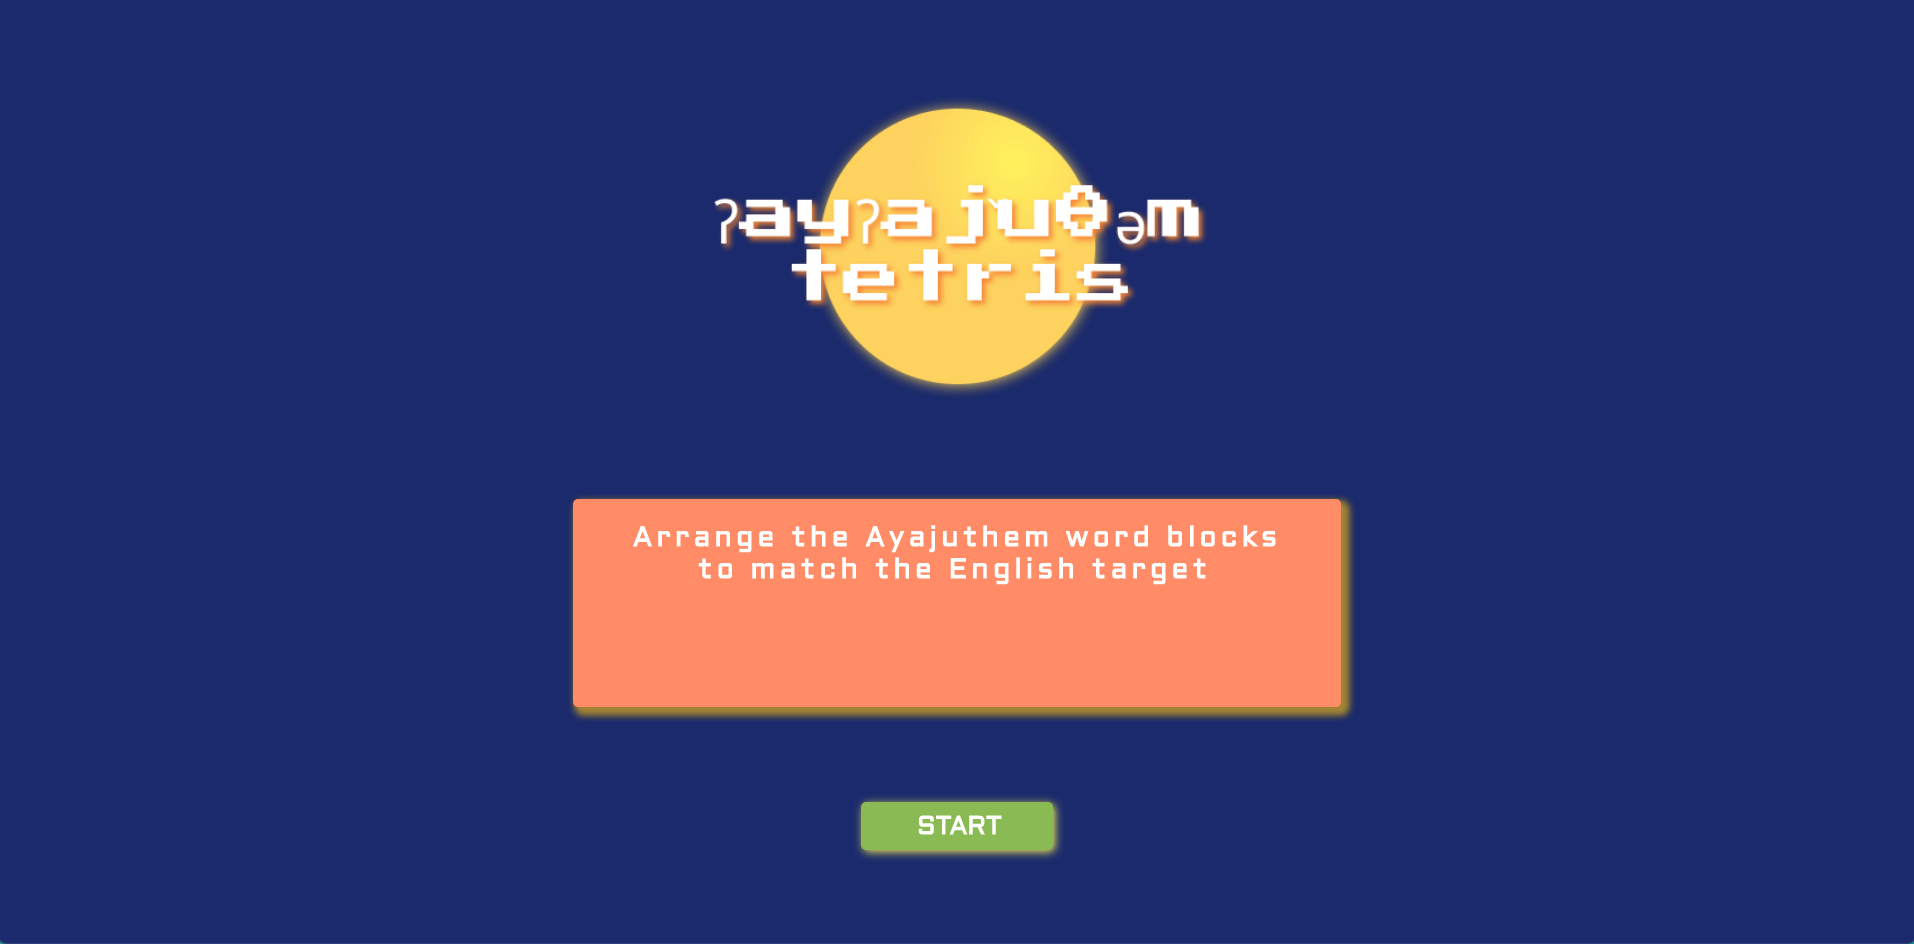 ʔayʔaǰuθəm
tetris
Arrange the Ayajuthem word blocks
to match the English target
START